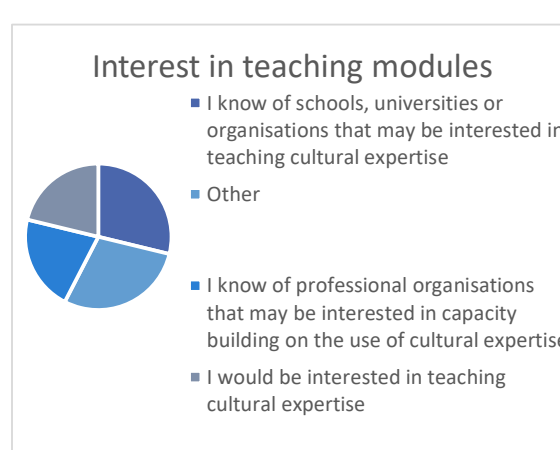 Interest in teaching modules
I know of schools, universities or
organisations that may be interested in
teaching cultural expertise
Other
I know of professional organisations
that may be interested in capacity
building on the use of cultural expertise
I would be interested in teaching
cultural expertise